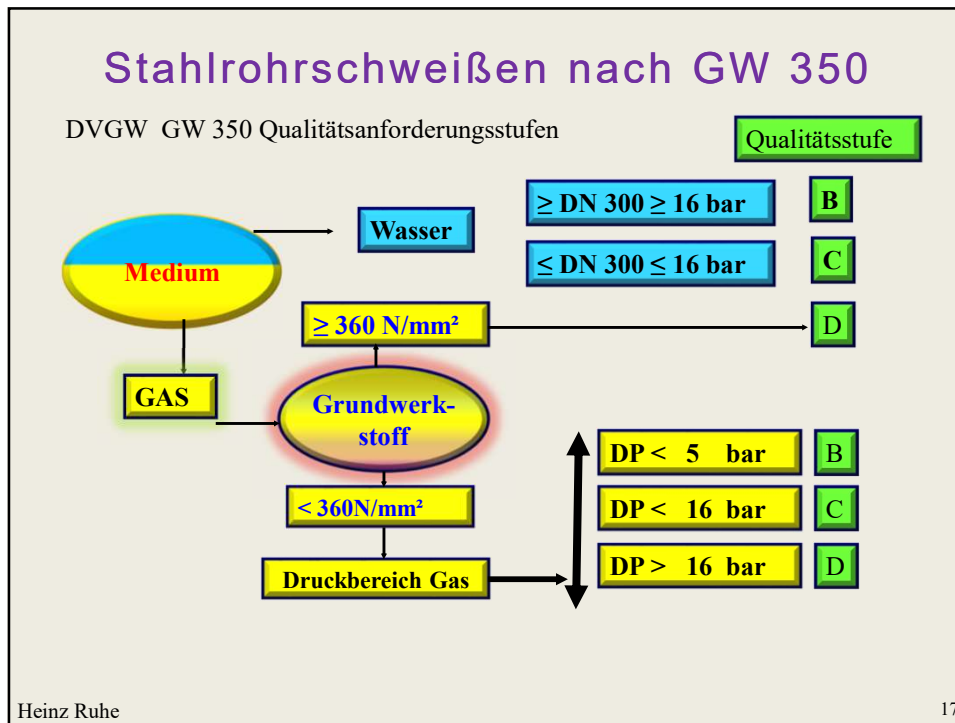 Stahlrohrschweißen nach GW 350
DVGW GW 350 Qualitätsanforderungsstufen
Qualitätsstufe
Medium
Wasser
≥ DN 300 ≥ 16 bar
B
≤ DN 300 ≤ 16 bar
C
≥ 360 N/mm²
D
GAS
Grundwerk-
stoff
< 360N/mm²
Druckbereich Gas
DP < 5 bar
B
DP < 16 bar
C
DP > 16 bar
D
Heinz Ruhe
17